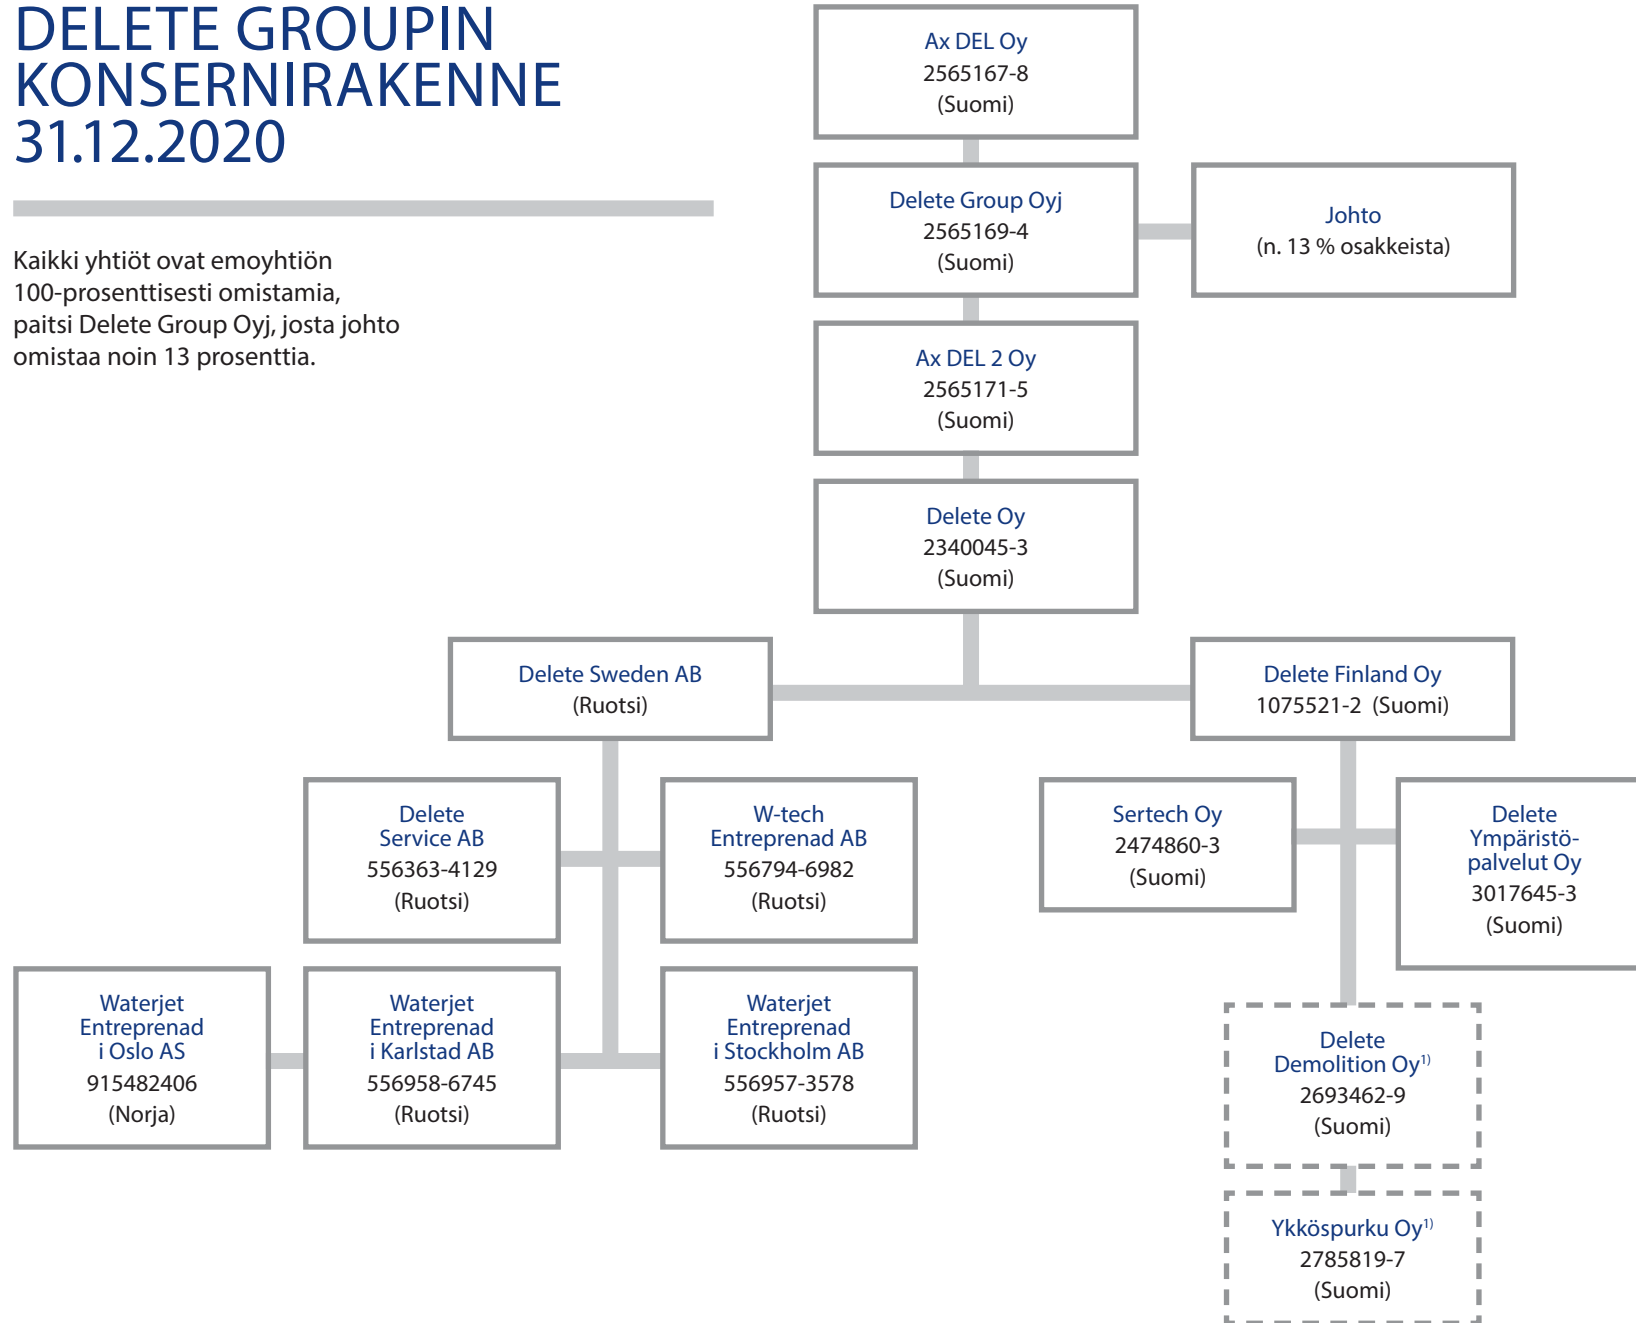 DELETE GROUPIN
KONSERNIRAKENNE
31.12.2020
Kaikki yhtiöt ovat emoyhtiön
100-prosenttisesti omistamia,
paitsi Delete Group Oyj, josta johto
omistaa noin 13 prosenttia.
Ax DEL Oy
2565167-8
(Suomi)
Delete Group Oyj
2565169-4
(Suomi)
Johto
(n. 13 % osakkeista)
Ax DEL 2 Oy
2565171-5
(Suomi)
Delete Oy
2340045-3
(Suomi)
Delete Sweden AB
(Ruotsi)
Delete Finland Oy
1075521-2 (Suomi)
Delete
Service AB
556363-4129
(Ruotsi)
W-tech
Entreprenad AB
556794-6982
(Ruotsi)
Sertech Oy
2474860-3
(Suomi)
Delete
Ympäristö-
palvelut Oy
3017645-3
(Suomi)
Waterjet
Entreprenad
i Oslo AS
915482406
(Norja)
Waterjet
Entreprenad
i Karlstad AB
556958-6745
(Ruotsi)
Waterjet
Entreprenad
i Stockholm AB
556957-3578
(Ruotsi)
Delete
Demolition Oy1)
2693462-9
(Suomi)
Ykköspurku Oy1)
2785819-7
(Suomi)